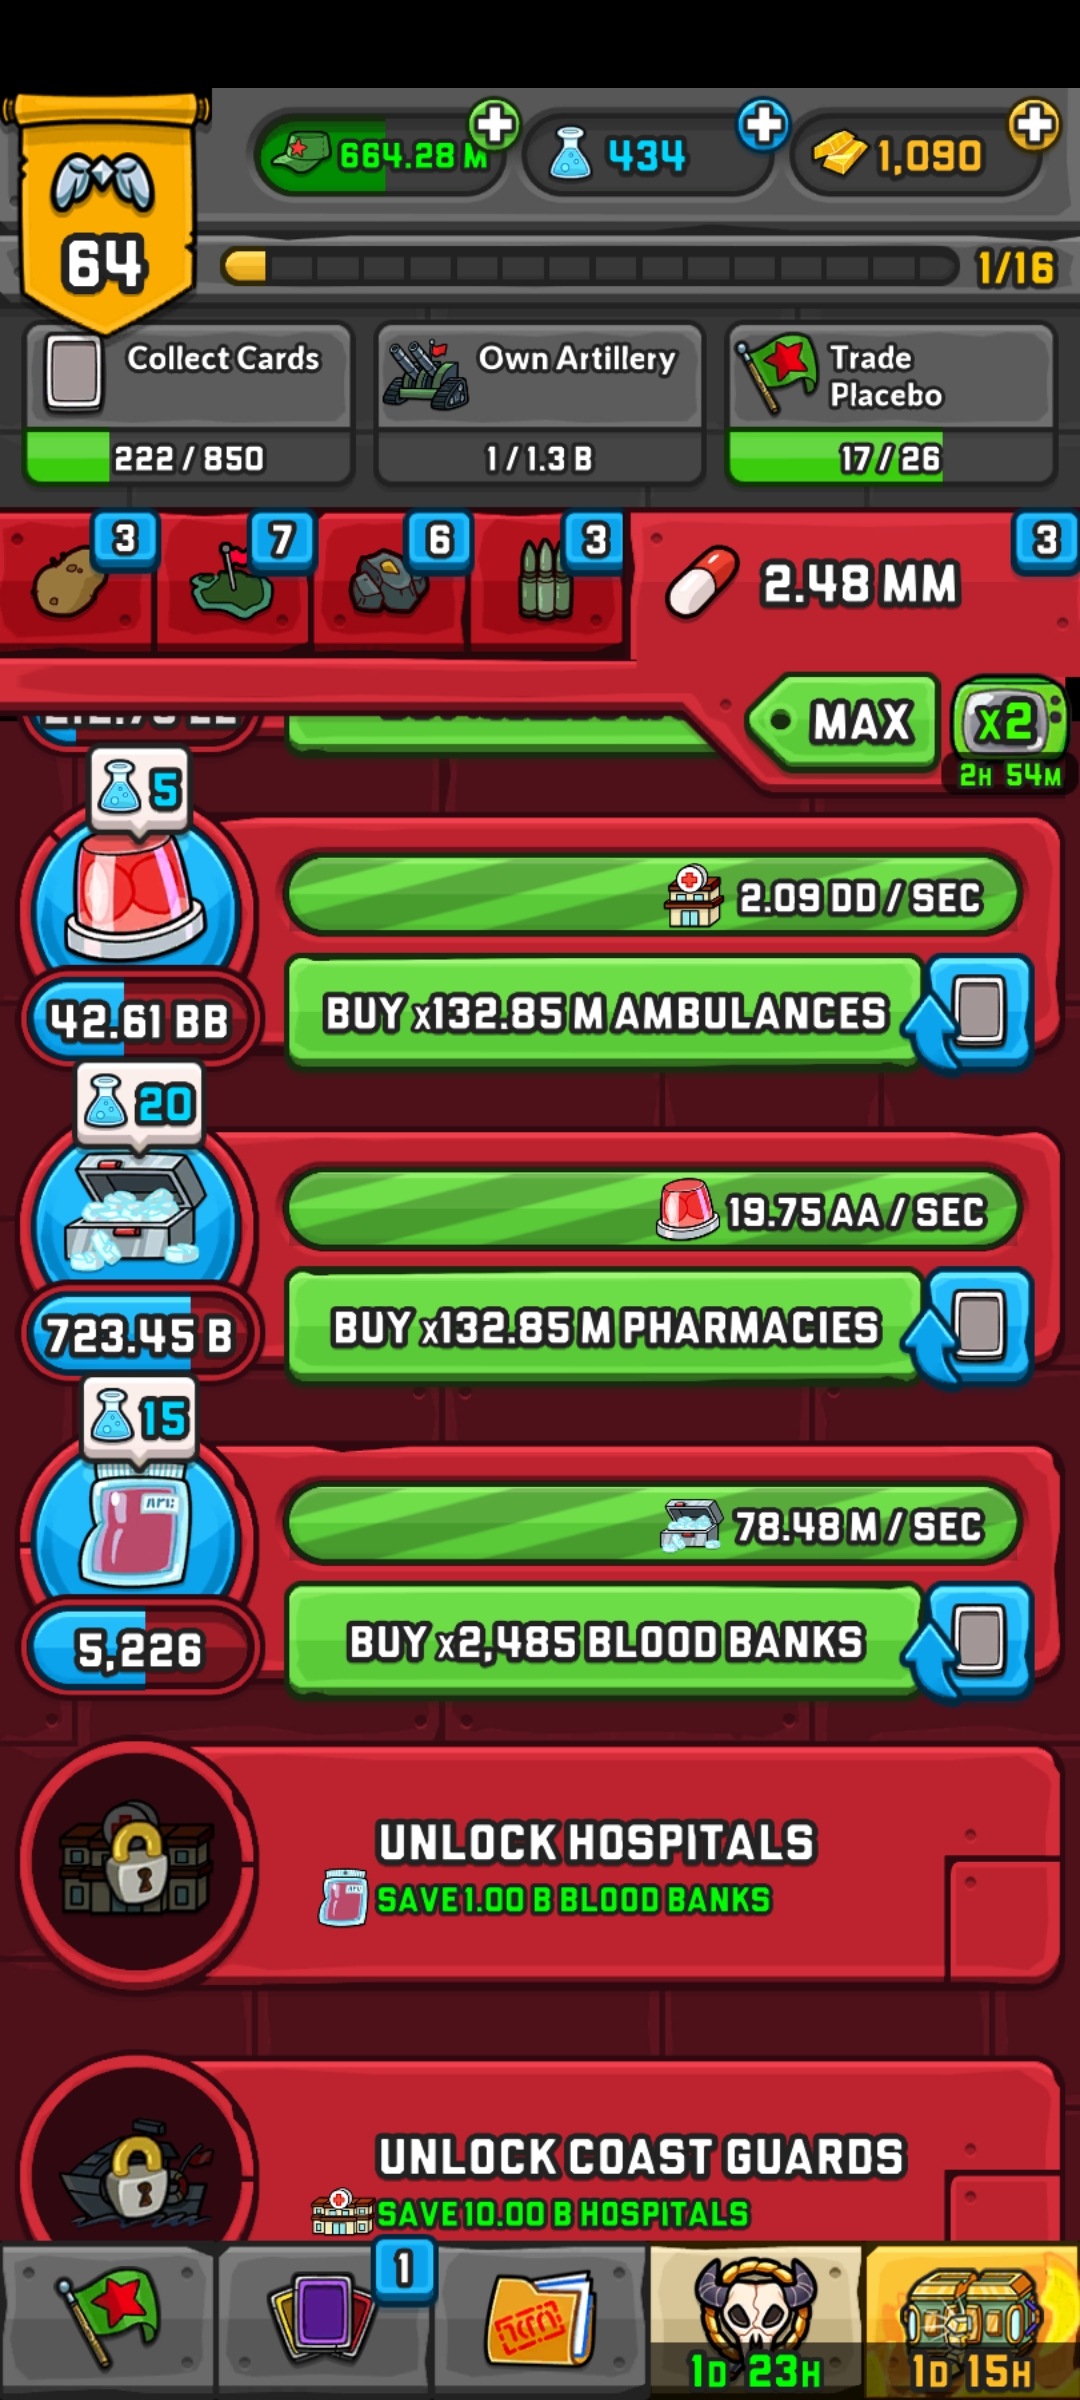 664.28 M
434
1,090
64
1/16
Collect Cards
222 / 850
Own Artillery
1 / 1.3 B
Trade
Placebo
17 / 26
3
7
6
3
2.48 MM
3
MAX
x2
2H 54M
5
2.09 DD / SEC
42.61 BB
BUY x132.85 M AMBULANCES
20
19.75 AA / SEC
723.45 B
BUY x132.85 M PHARMACIES
15
78.48 M / SEC
5,226
BUY x2,485 BLOOD BANKS
UNLOCK HOSPITALS
SAVE 1.00 B BLOOD BANKS
UNLOCK COAST GUARDS
SAVE 10.00 B HOSPITALS
1
1D 23H
1D 15H